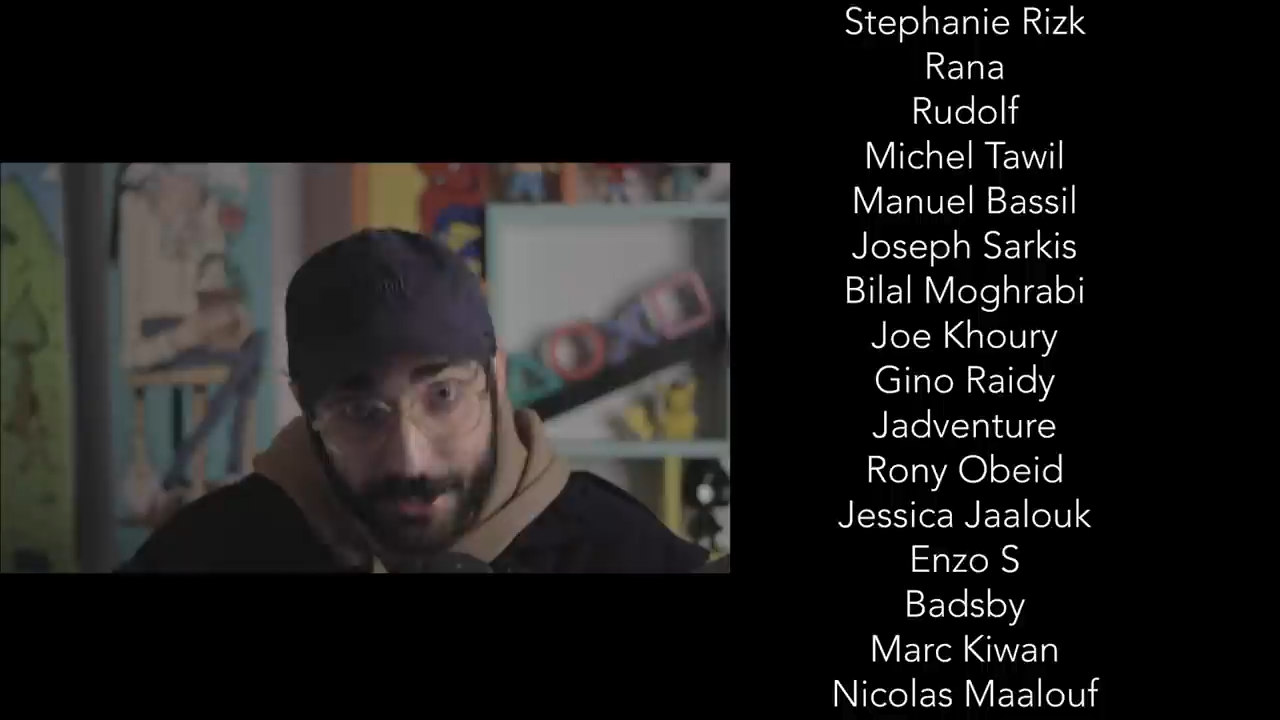 Stephanie Rizk
Rana
Rudolf
Michel Tawil
Manuel Bassil
Joseph Sarkis
Bilal Moghrabi
Joe Khoury
Gino Raidy
Jadventure
Rony Obeid
Jessica Jaalouk
Enzo S
Badsby
Marc Kiwan
Nicolas Maalouf